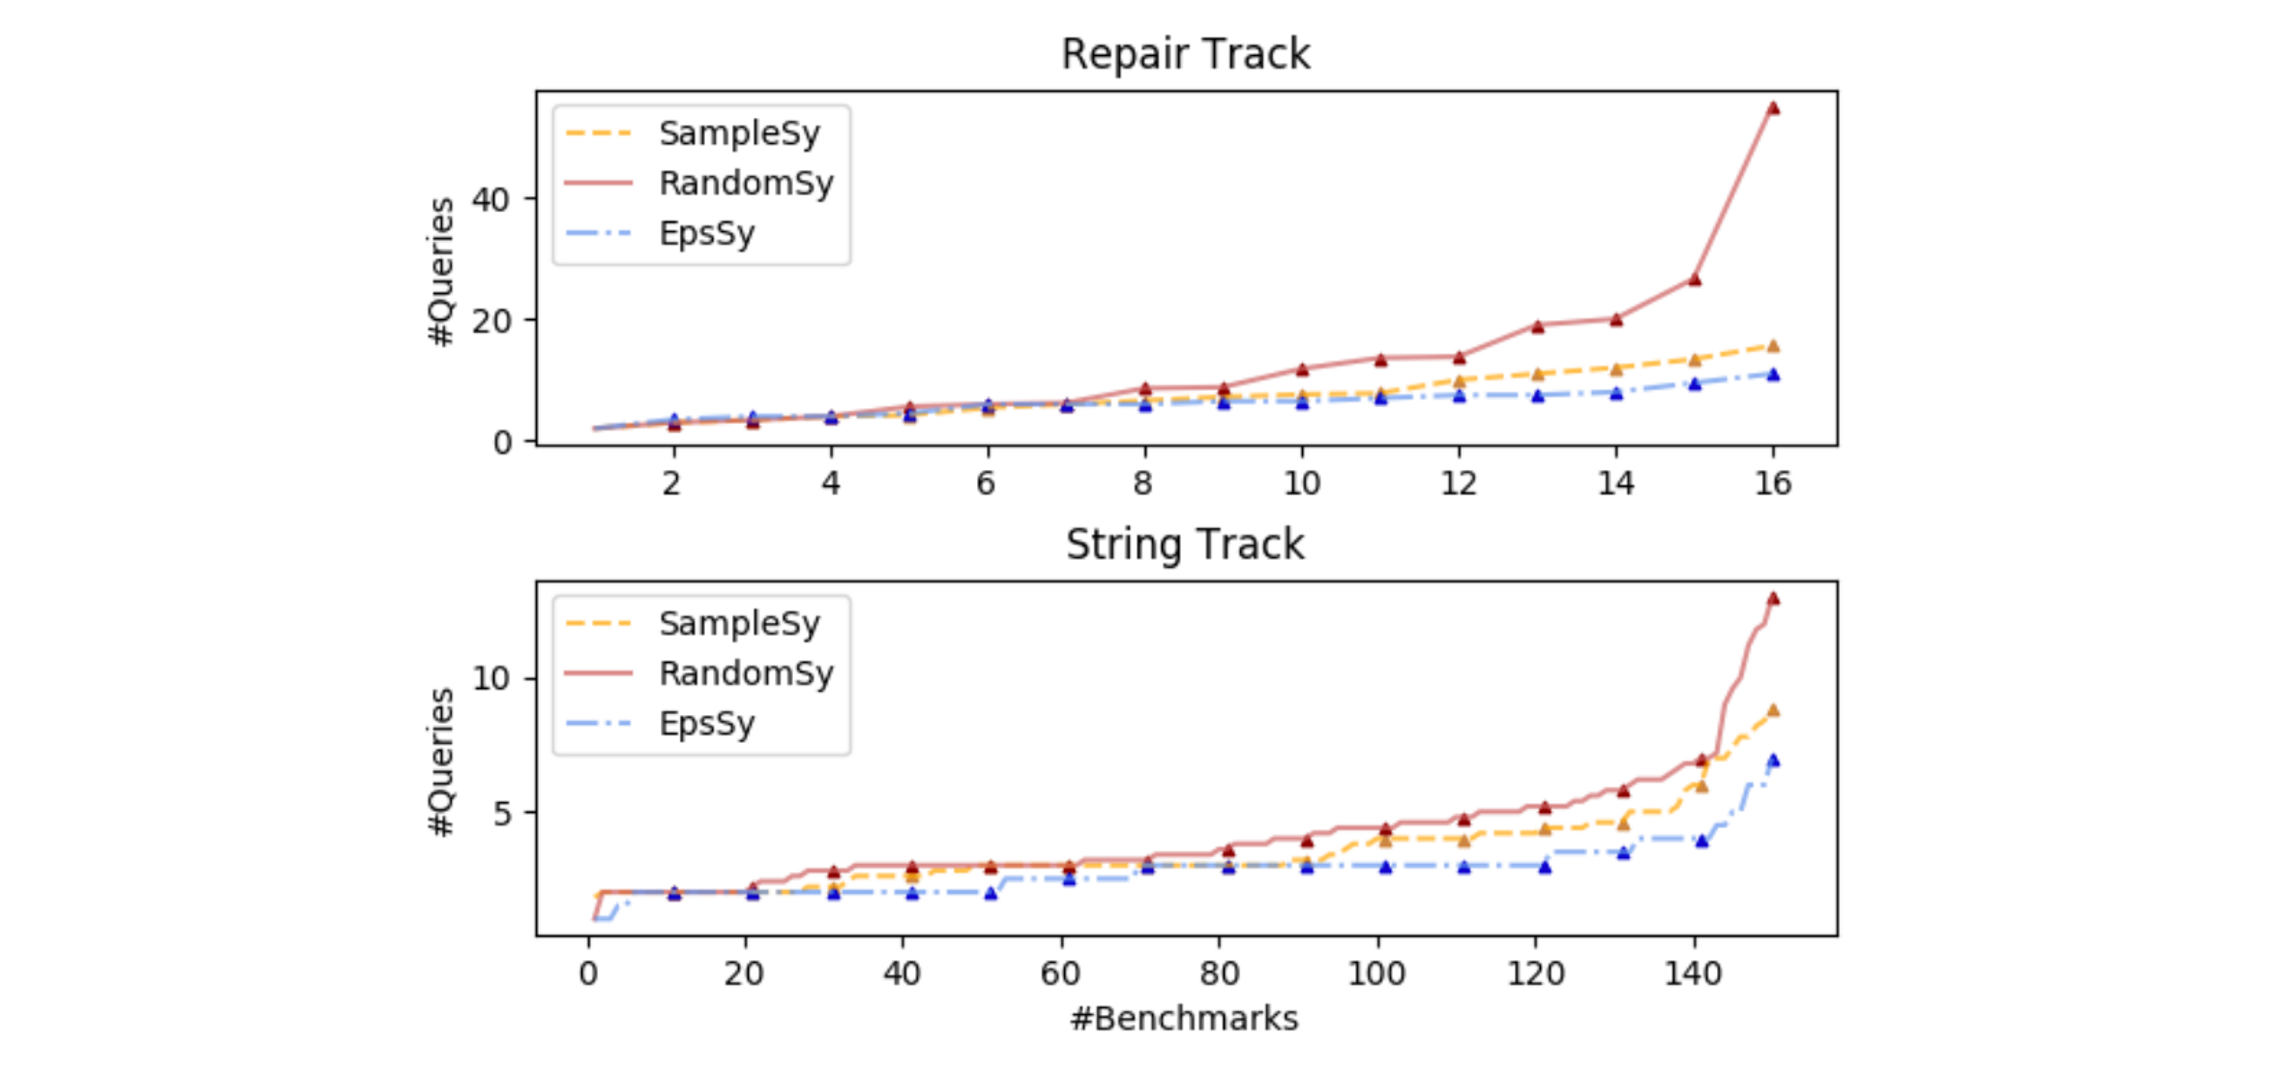 Repair Track
SampleSy
RandomSy
EpsSy
#Queries
40
20
0
2 4 6 8 10 12 14 16
String Track
SampleSy
RandomSy
EpsSy
#Queries
10
5
0 20 40 60 80 100 120 140
#Benchmarks